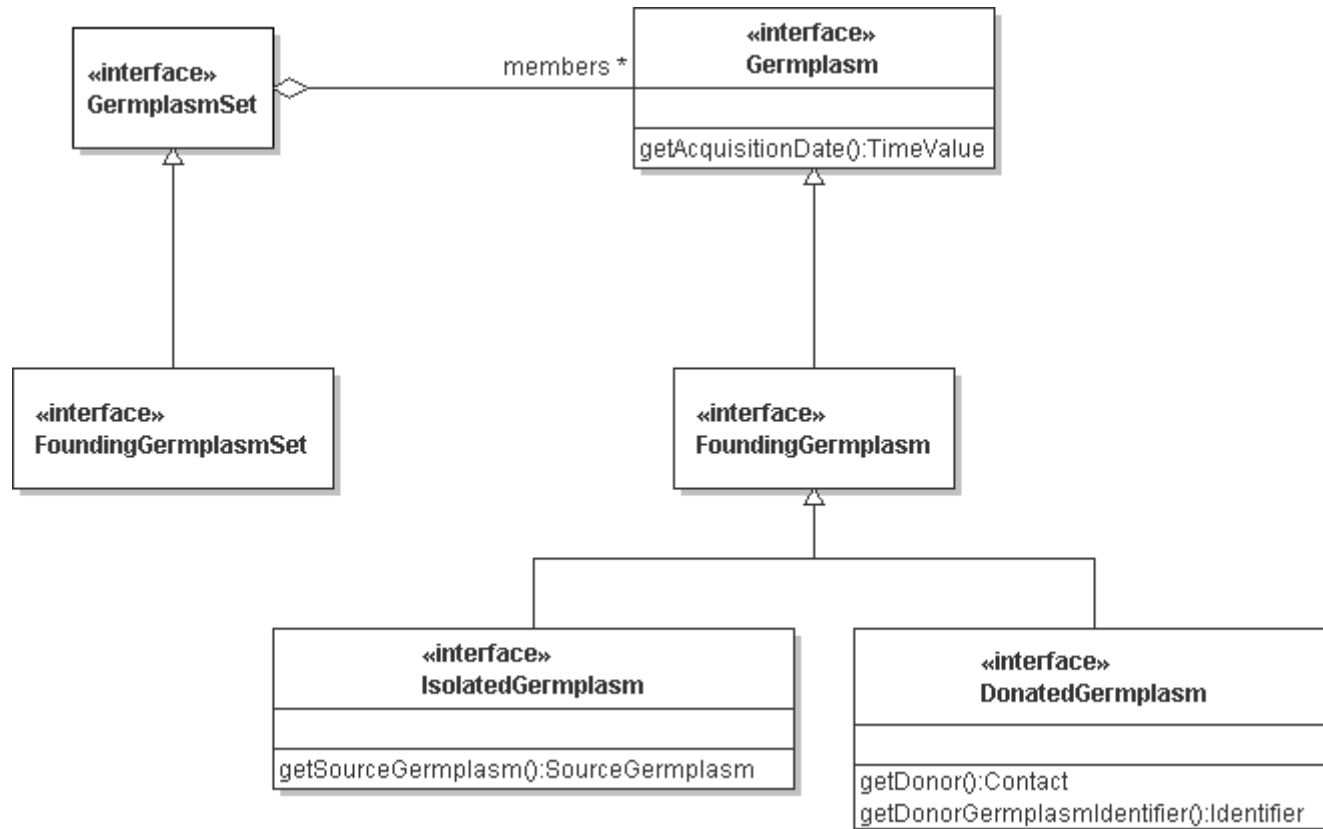 «interface»
GermplasmSet
members *
«interface»
Germplasm
getAcquisitionDate():TimeValue
«interface»
FoundingGermplasmSet
«interface»
FoundingGermplasm
«interface»
IsolatedGermplasm
getSourceGermplasm():SourceGermplasm
«interface»
DonatedGermplasm
getDonor():Contact
getDonorGermplasmIdentifier():Identifier